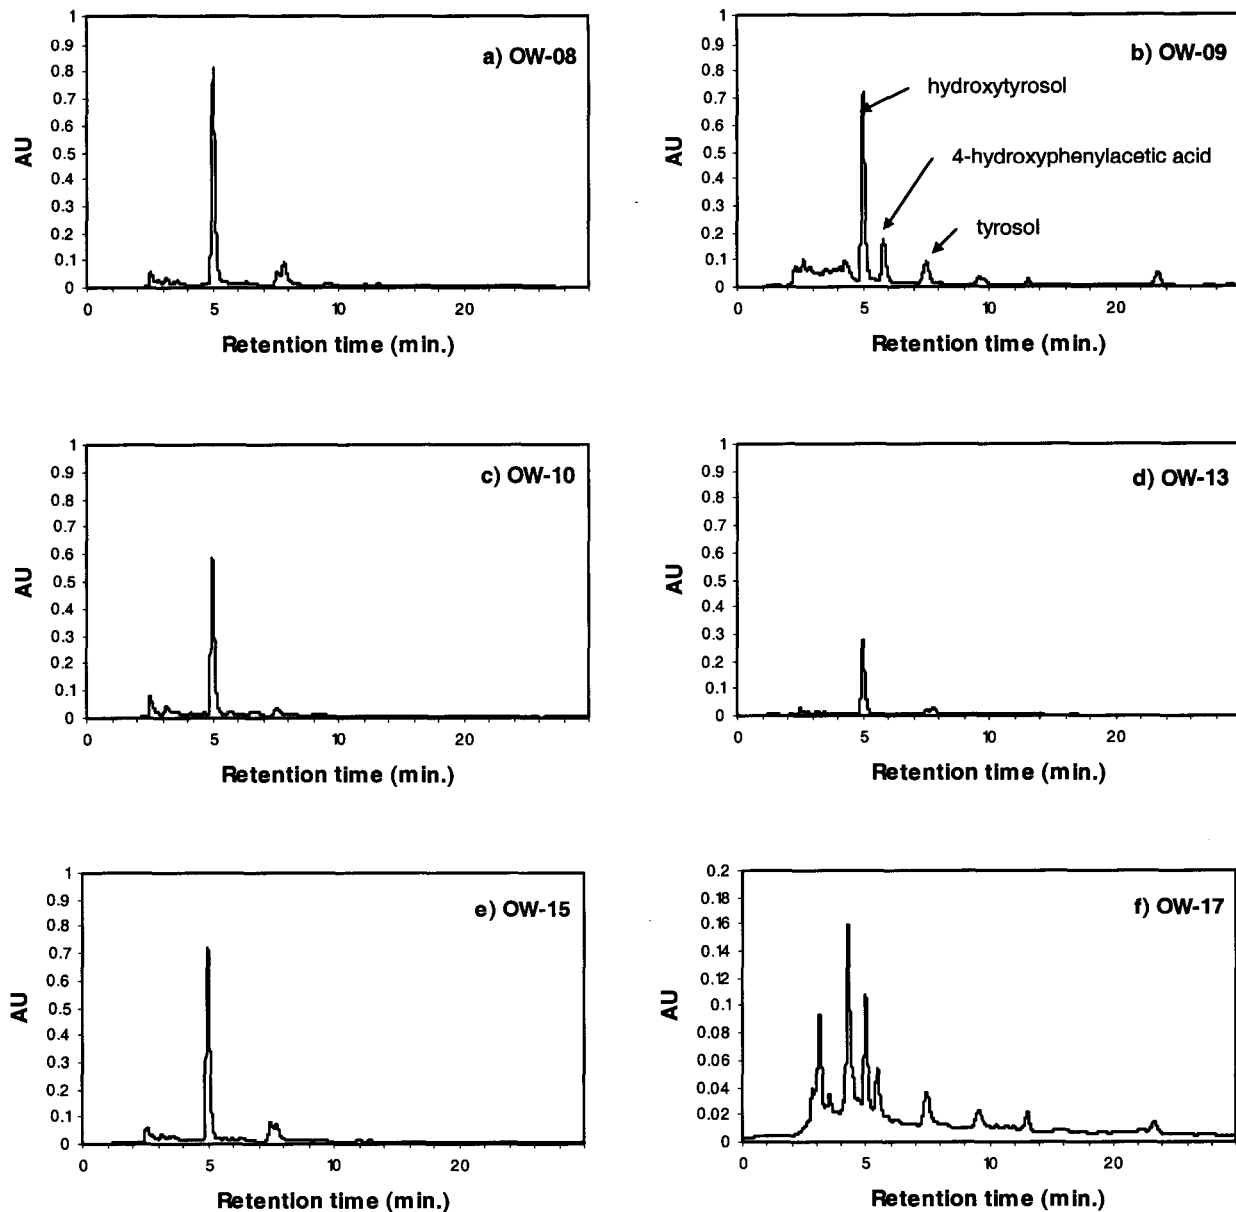 a) OW-08
1
0.9
0.8
0.7
0.6
0.5
0.4
0.3
0.2
0.1
0
AU
0 5 10 20
Retention time (min.)
b) OW-09
hydroxytyrosol
4-hydroxyphenylacetic acid
tyrosol
1
0.9
0.8
0.7
0.6
0.5
0.4
0.3
0.2
0.1
0
AU
0 5 10 20
Retention time (min.)
c) OW-10
1
0.9
0.8
0.7
0.6
0.5
0.4
0.3
0.2
0.1
0
AU
0 5 10 20
Retention time (min.)
d) OW-13
1
0.9
0.8
0.7
0.6
0.5
0.4
0.3
0.2
0.1
0
AU
0 5 10 20
Retention time (min.)
e) OW-15
1
0.9
0.8
0.7
0.6
0.5
0.4
0.3
0.2
0.1
0
AU
0 5 10 20
Retention time (min.)
f) OW-17
0.2
0.18
0.16
0.14
0.12
0.1
0.08
0.06
0.04
0.02
0
AU
0 5 10 20
Retention time (min.)